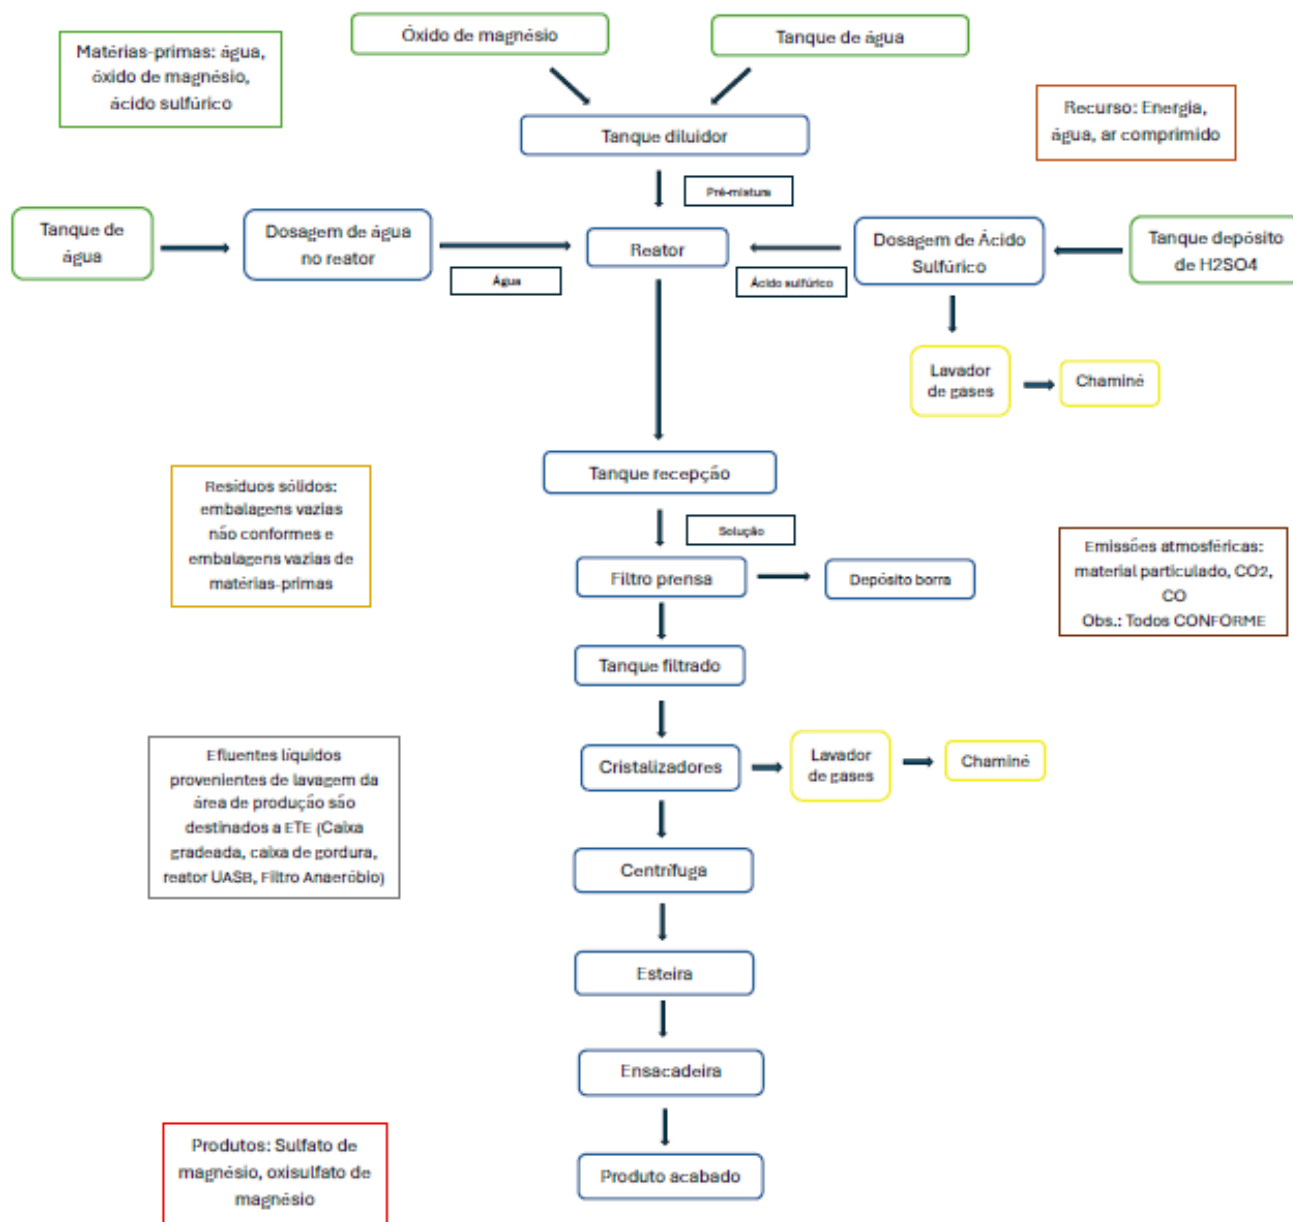 Óxido de magnésio
Tanque de água
Matérias-primas: água,
óxido de magnésio,
ácido sulfúrico
Recurso: Energia,
água, ar comprimido
Tanque diluidor
Pré-mistura
Tanque de
água
Dosagem de água
no reator
Água
Reator
Ácido sulfúrico
Dosagem de Ácido
Sulfúrico
Tanque depósito
de H2SO4
Lavador
de gases
Chaminé
Tanque recepção
Resíduos sólidos:
embalagens vazias
não conformes e
embalagens vazias de
matérias-primas
Solução
Filtro prensa
Depósito borra
Emissões atmosféricas:
material particulado, CO2,
CO
Obs.: Todos CONFORME
Tanque filtrado
Efluentes líquidos
provenientes de lavagem da
área de produção são
destinados a ETE (Caixa
gradeada, caixa de gordura,
reator UASB, Filtro Anaeróbio)
Cristalizadores
Lavador
de gases
Chaminé
Centrífuga
Esteira
Ensacadeira
Produtos: Sulfato de
magnésio, oxisulfato de
magnésio
Produto acabado